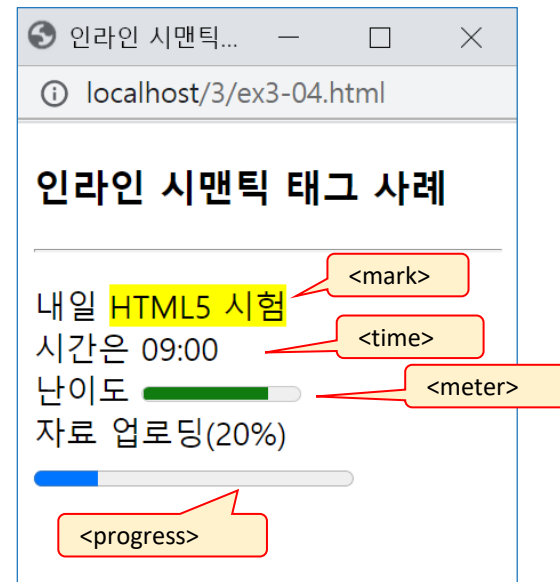 인라인 시맨틱...
localhost/3/ex3-04.html
인라인 시맨틱 태그 사례
<mark>
내일 HTML5 시험
<time>
시간은 09:00
<meter>
난이도
자료 업로딩(20%)
<progress>